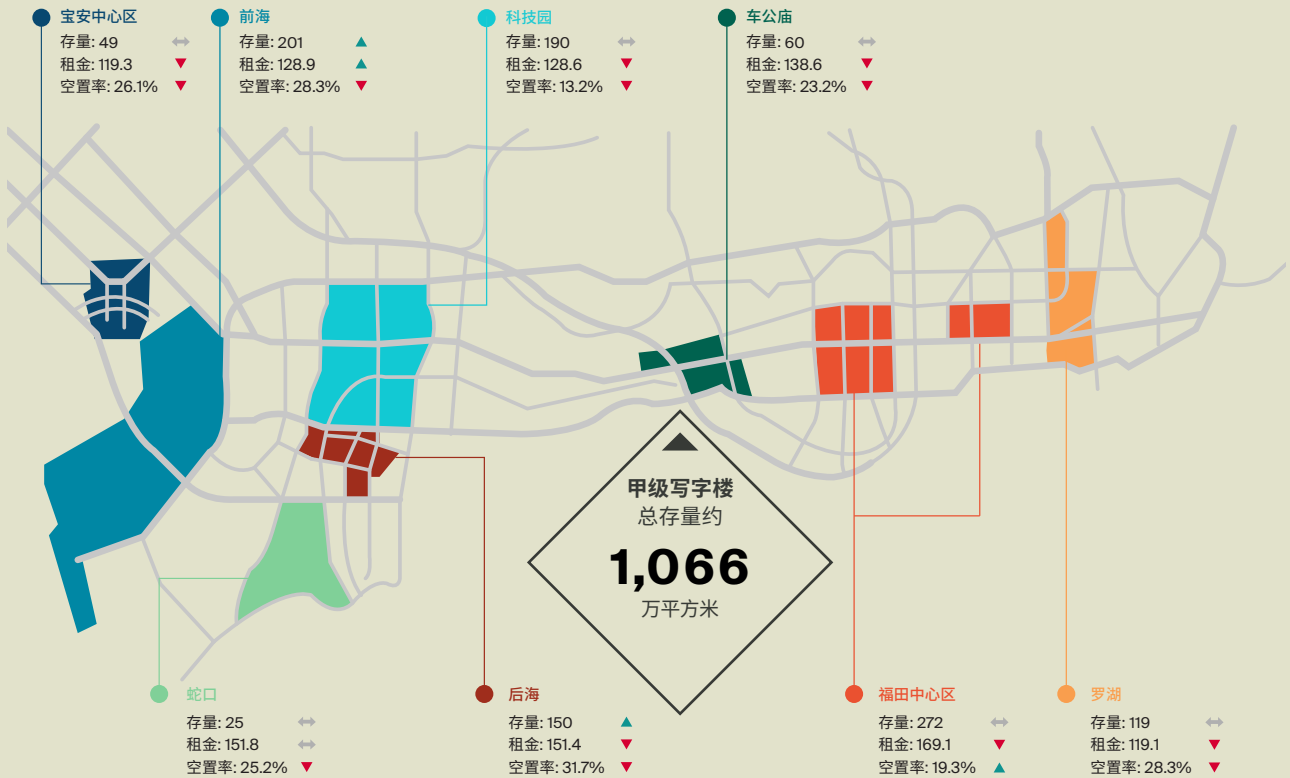 宝安中心区
存量: 49
租金: 119.3
空置率: 26.1%
前海
存量: 201
租金: 128.9
空置率: 28.3%
科技园
存量: 190
租金: 128.6
空置率: 13.2%
车公庙
存量: 60
租金: 138.6
空置率: 23.2%
甲级写字楼
总存量约
1,066
万平方米
蛇口
存量: 25
租金: 151.8
空置率: 25.2%
后海
存量: 150
租金: 151.4
空置率: 31.7%
福田中心区
存量: 272
租金: 169.1
空置率: 19.3%
罗湖
存量: 119
租金: 119.1
空置率: 28.3%